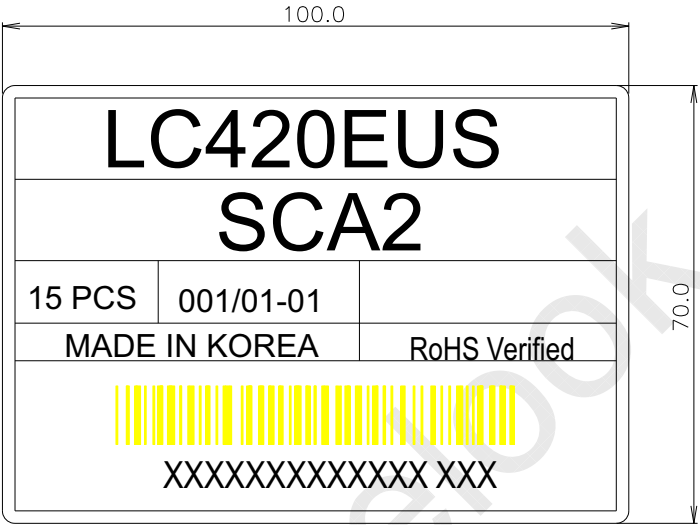 100.0
LC420EUS
SCA2
70.0
15 PCS 001/01-01
MADE IN KOREA RoHS Verified
XXXXXXXXXXXXX XXX